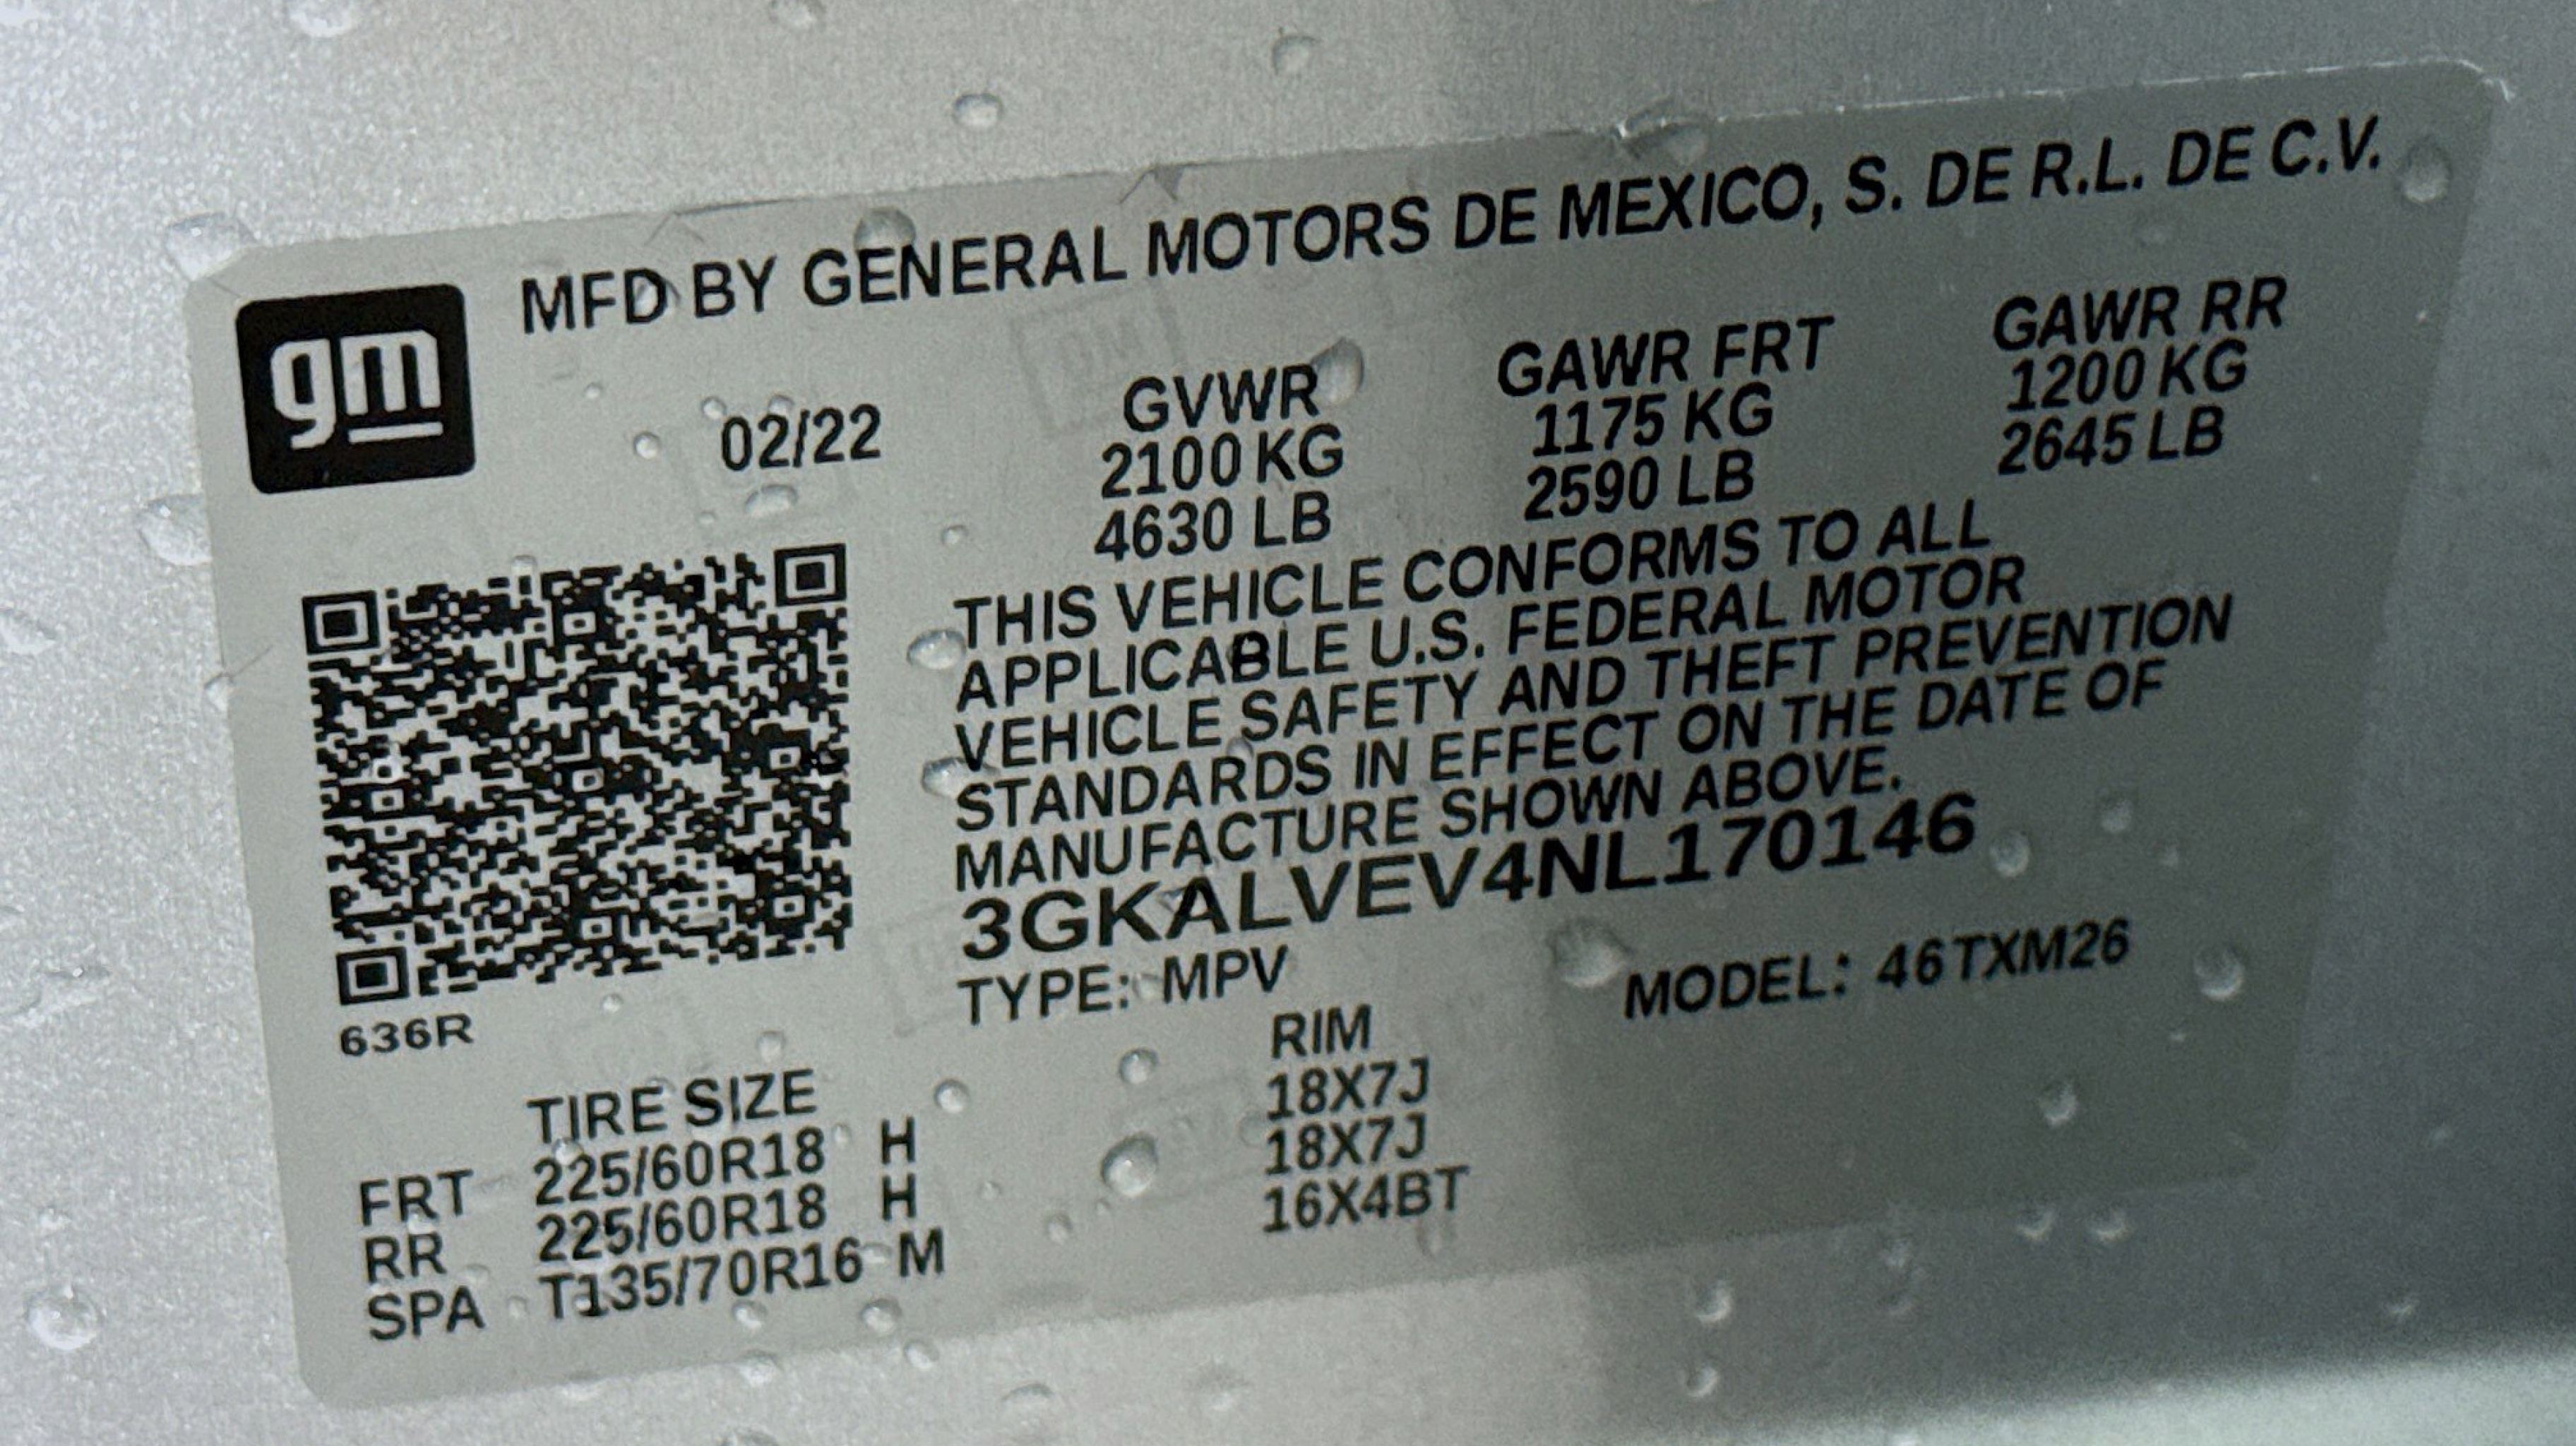 gm
MFD BY GENERAL MOTORS DE MEXICO, S. DE R.L. DE C.V.
02/22
GVWR GAWR FRT GAWR RR
2100 KG 1175 KG 1200 KG
4630 LB 2590 LB 2645 LB
THIS VEHICLE CONFORMS TO ALL
APPLICABLE U.S. FEDERAL MOTOR
VEHICLE SAFETY AND THEFT PREVENTION
STANDARDS IN EFFECT ON THE DATE OF
MANUFACTURE SHOWN ABOVE.
3GKALVEV4NL170146
TYPE: MPV MODEL: 46TXM26
636R
TIRE SIZE RIM
FRT 225/60R18 H 18X7J
RR 225/60R18 H 18X7J
SPA T135/70R16 M 16X4BT